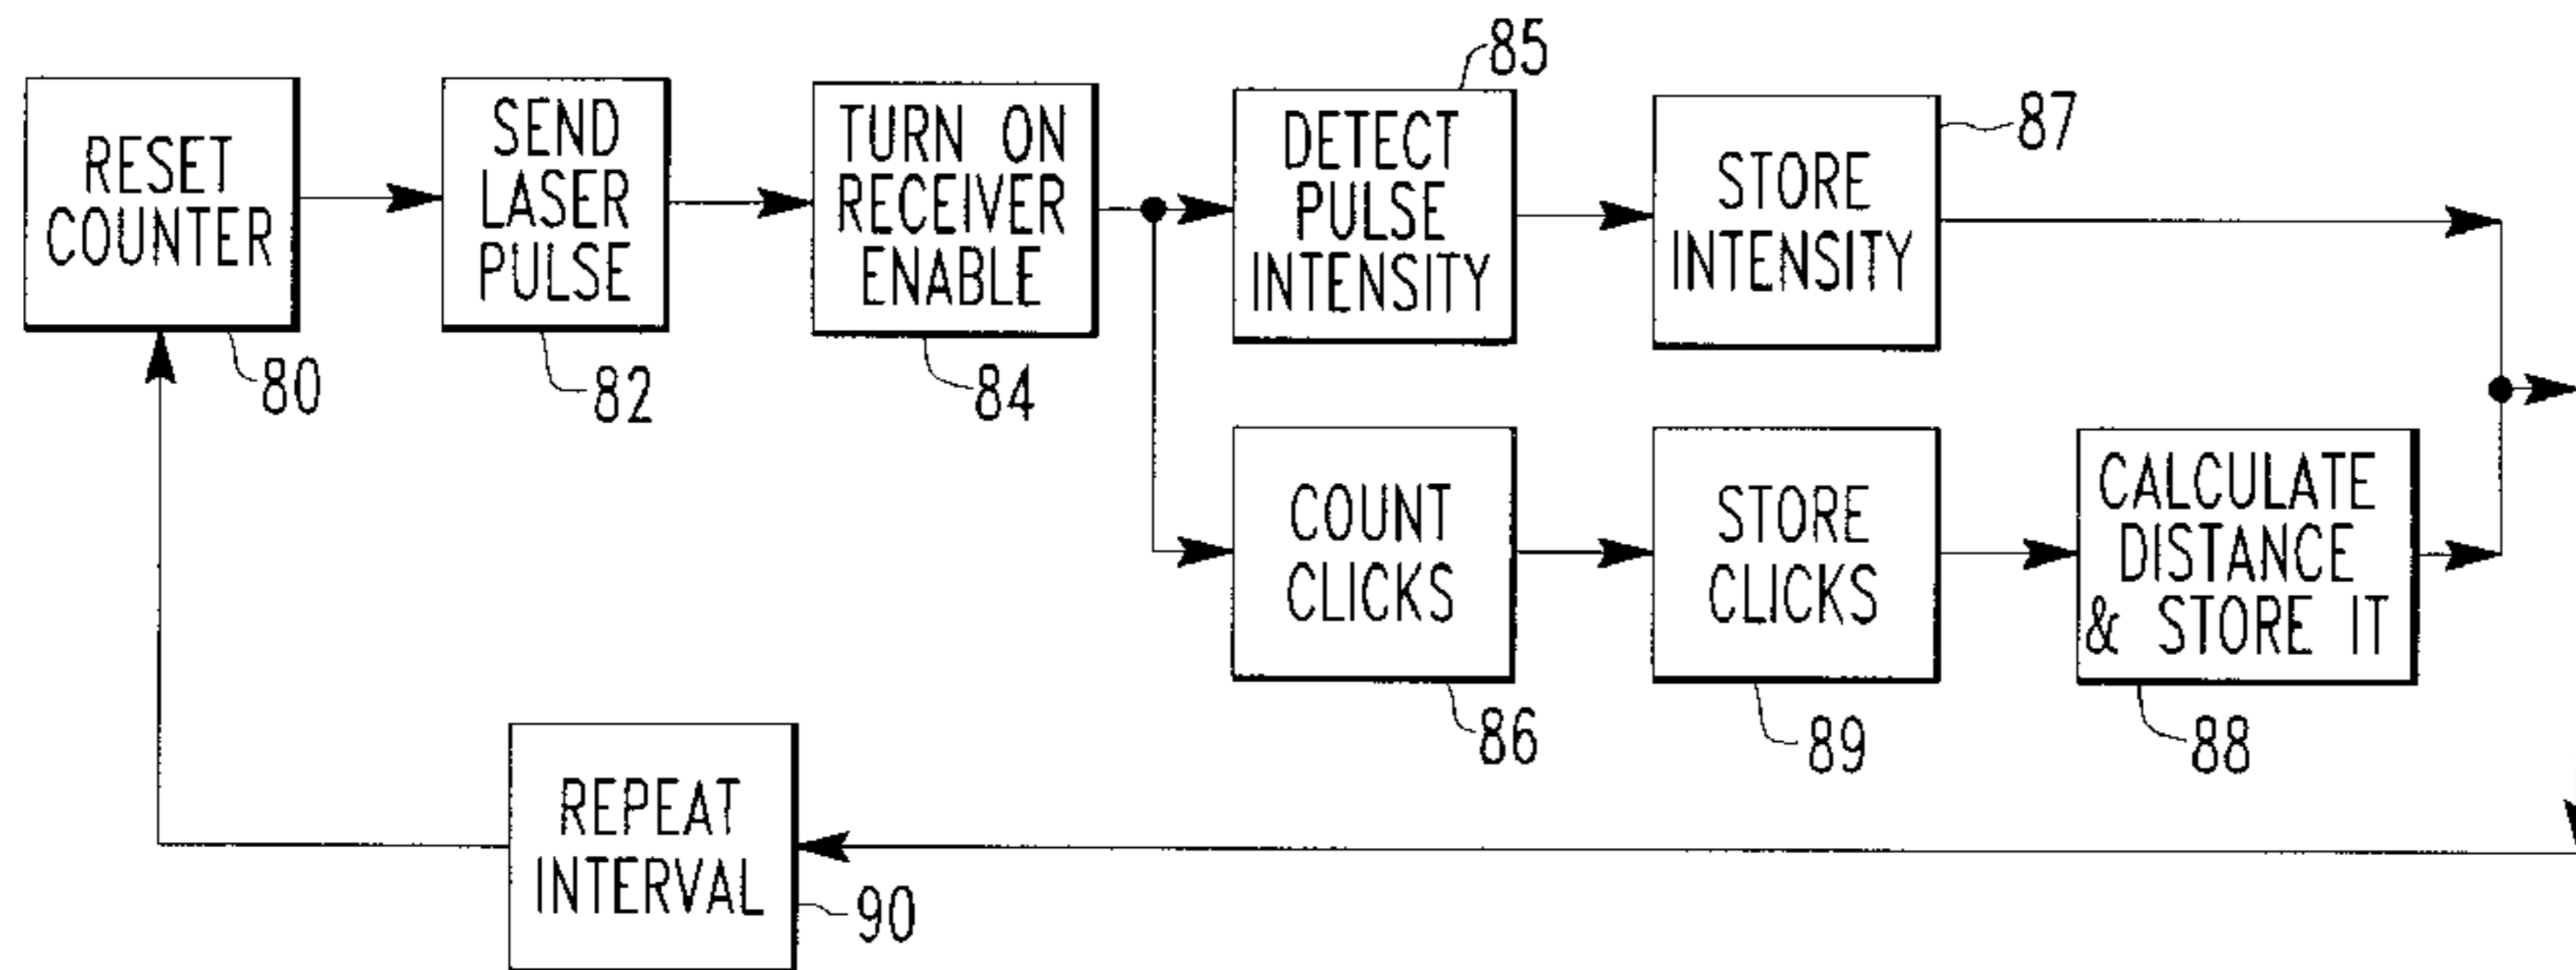 RESET
COUNTER
80
SEND
LASER
PULSE
82
TURN ON
RECEIVER
ENABLE
84
DETECT
PULSE
INTENSITY
85
STORE
INTENSITY
87
COUNT
CLICKS
86
STORE
CLICKS
89
CALCULATE
DISTANCE
& STORE IT
88
REPEAT
INTERVAL
90